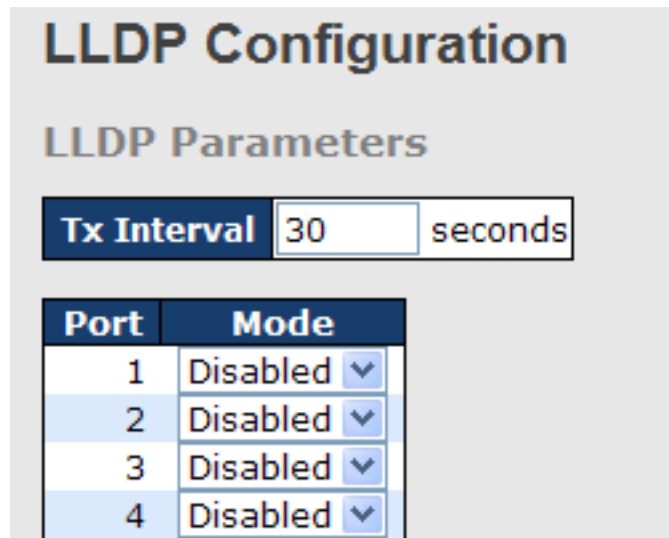 LLDP Configuration
LLDP Parameters
Tx Interval 30 seconds
Port Mode
1 Disabled
2 Disabled
3 Disabled
4 Disabled